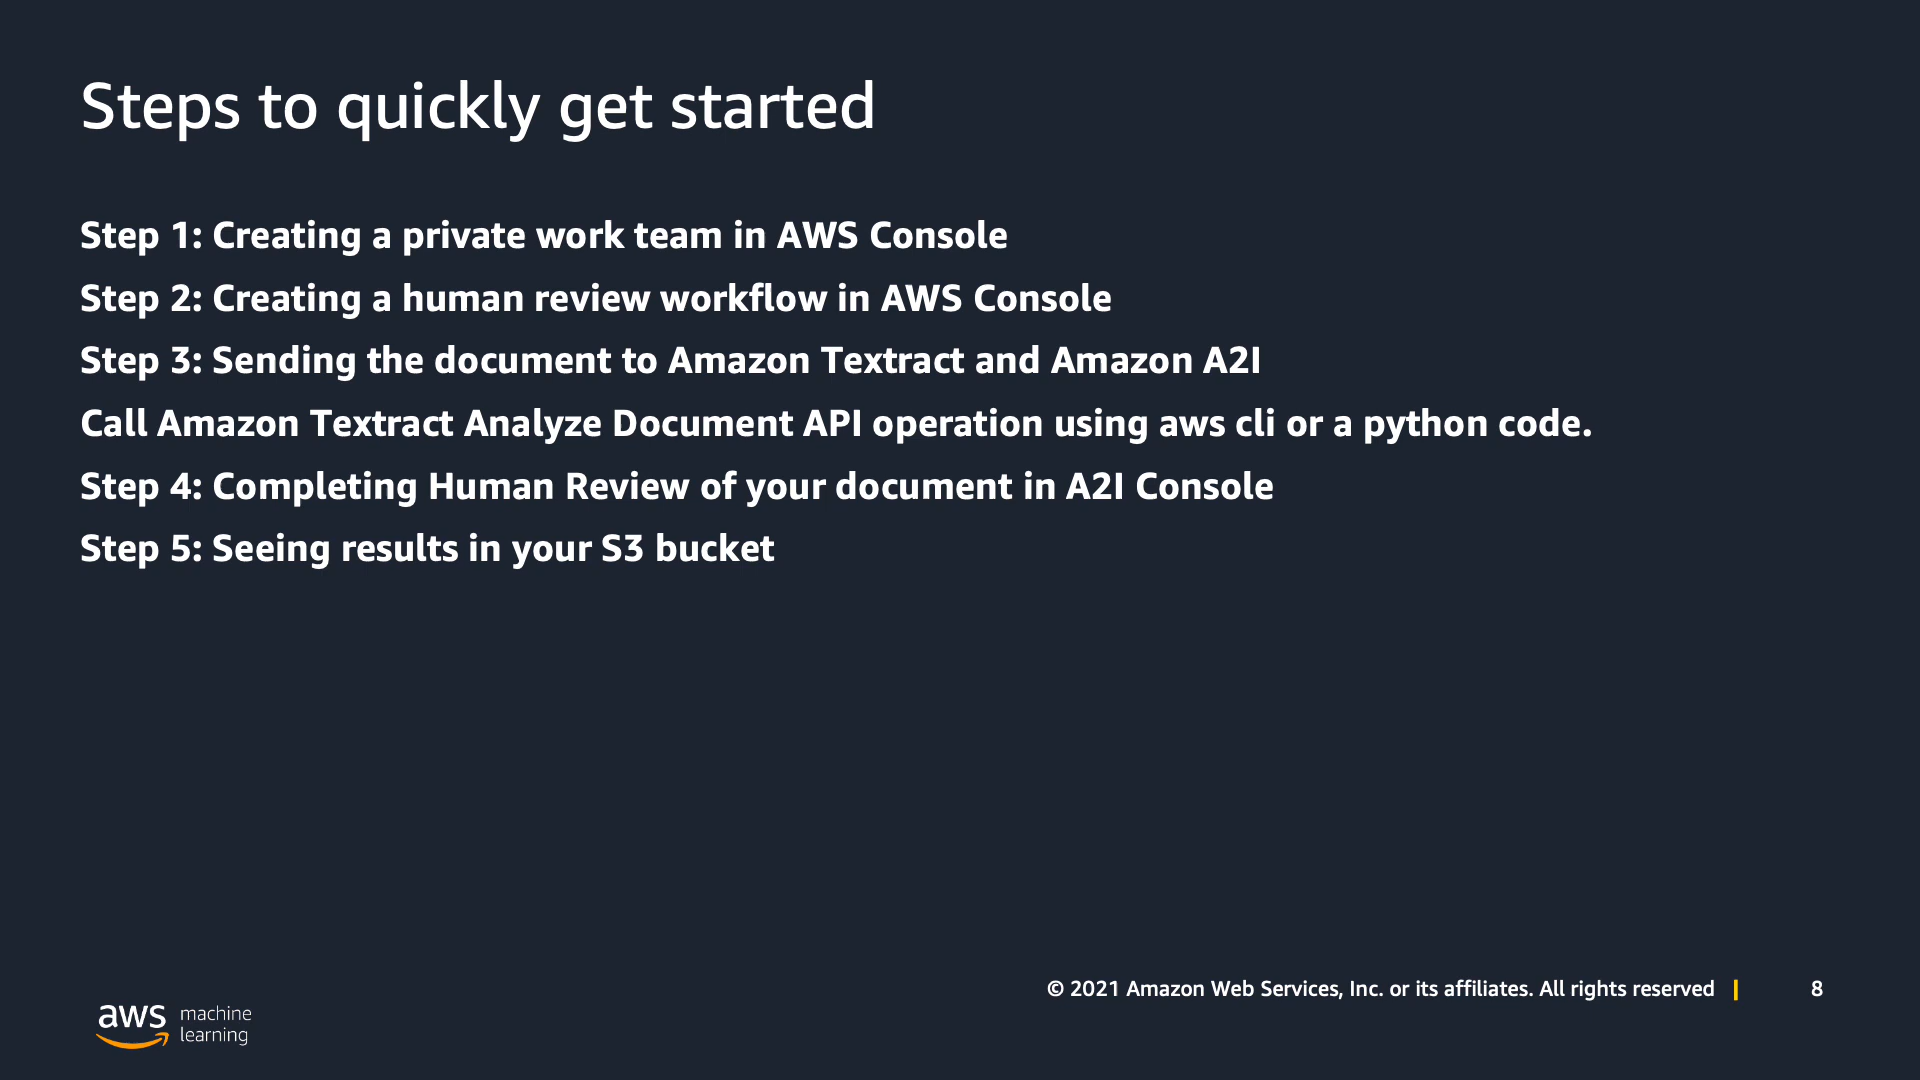 Steps to quickly get started
Step 1: Creating a private work team in AWS Console
Step 2: Creating a human review workflow in AWS Console
Step 3: Sending the document to Amazon Textract and Amazon A2I
Call Amazon Textract Analyze Document API operation using aws cli or a python code.
Step 4: Completing Human Review of your document in A2I Console
Step 5: Seeing results in your S3 bucket
© 2021 Amazon Web Services, Inc. or its affiliates. All rights reserved | 8
aws machine
learning